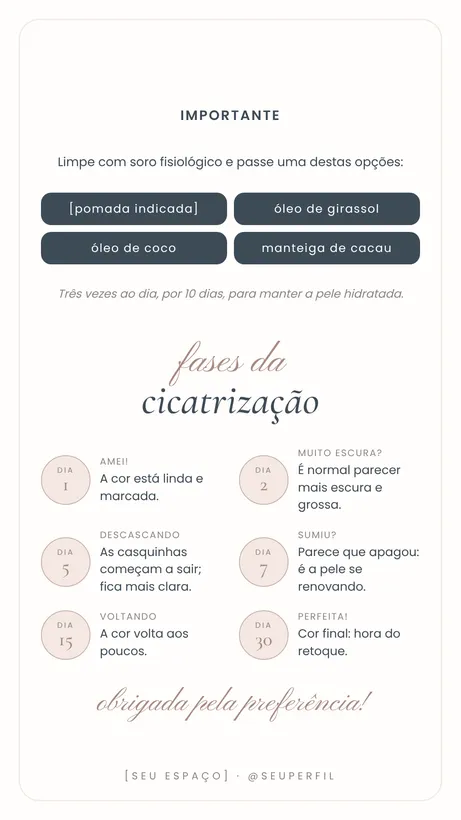 IMPORTANTE
Limpe com soro fisiológico e passe uma destas opções:
[pomada indicada]
óleo de girassol
óleo de coco
manteiga de cacau
Três vezes ao dia, por 10 dias, para manter a pele hidratada.
fases da
cicatrização
DIA
1
AMEI!
A cor está linda e
marcada.
DIA
2
MUITO ESCURA?
É normal parecer
mais escura e
grossa.
DIA
5
DESCASCANDO
As casquinhas
começam a sair;
fica mais clara.
DIA
7
SUMIU?
Parece que apagou:
é a pele se
renovando.
DIA
15
VOLTANDO
A cor volta aos
poucos.
DIA
30
PERFEITA!
Cor final: hora do
retoque.
obrigada pela preferência!
[SEU ESPAÇO] · @SEUPERFIL